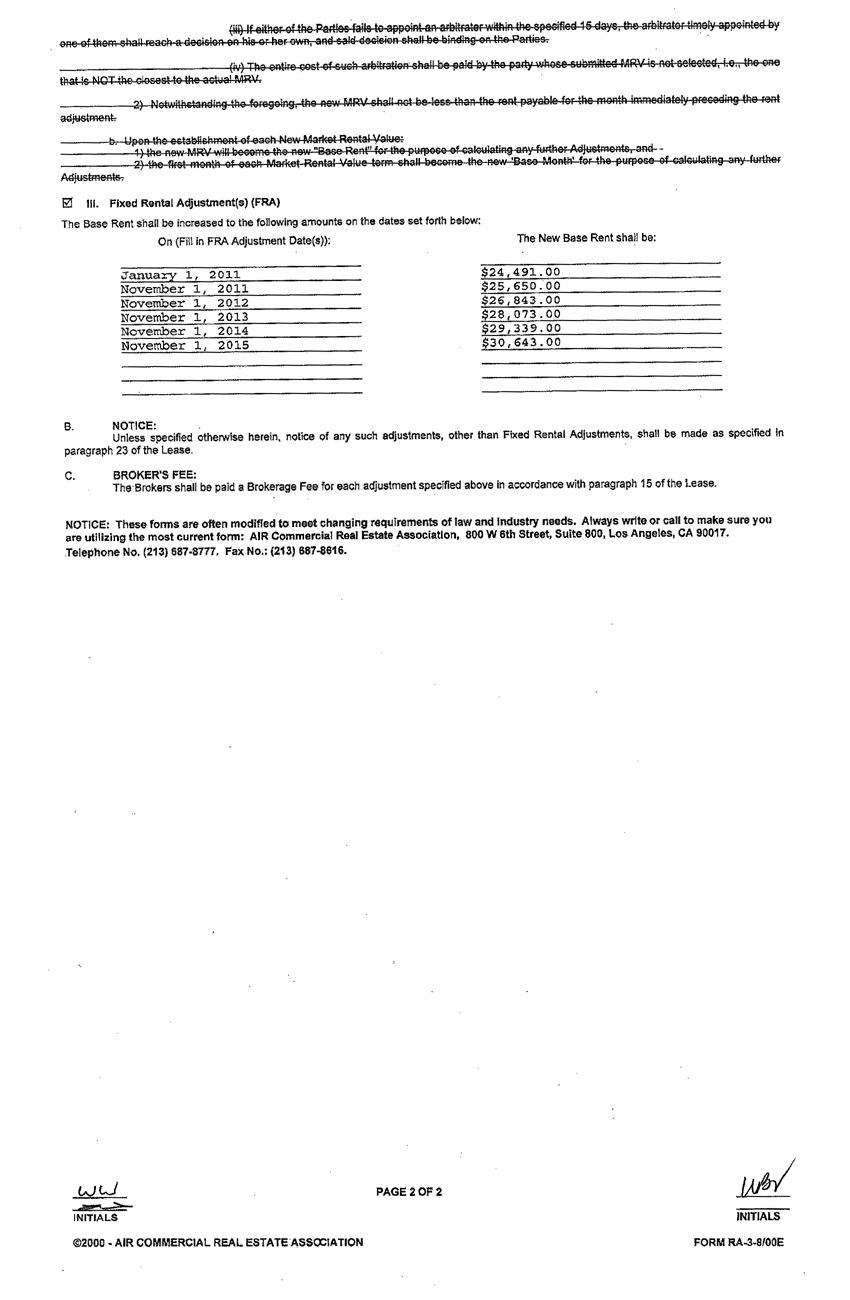 (iii) If either of the Parties fails to appoint an arbitrator within the specified 15 days, the arbitrator timely appointed by
one of them shall reach a decision on his or her own, and said decision shall be binding on the Parties.
(iv) The entire cost of such arbitration shall be paid by the party whose submitted MRV is not selected, i.e., the one
that is NOT the closest to the actual MRV.
2) Notwithstanding the foregoing, the new MRV shall not be less than the rent payable for the month immediately preceding the rent
adjustment.
b. Upon the establishment of each New Market Rental Value:
1) the new MRV will become the new "Base Rent" for the purpose of calculating any further Adjustments, and
2) the first month of each Market Rental Value term shall become the new 'Base Month' for the purpose of calculating any further
Adjustments.
☑ III. Fixed Rental Adjustment(s) (FRA)
The Base Rent shall be increased to the following amounts on the dates set forth below:
On (Fill in FRA Adjustment Date(s)): The New Base Rent shall be:
January 1, 2011 $24,491.00
November 1, 2011 $25,650.00
November 1, 2012 $26,843.00
November 1, 2013 $28,073.00
November 1, 2014 $29,339.00
November 1, 2015 $30,643.00
B. NOTICE:
Unless specified otherwise herein, notice of any such adjustments, other than Fixed Rental Adjustments, shall be made as specified in
paragraph 23 of the Lease.
C. BROKER'S FEE:
The Brokers shall be paid a Brokerage Fee for each adjustment specified above in accordance with paragraph 15 of the Lease.
NOTICE: These forms are often modified to meet changing requirements of law and industry needs. Always write or call to make sure you
are utilizing the most current form: AIR Commercial Real Estate Association, 800 W 6th Street, Suite 800, Los Angeles, CA 90017.
Telephone No. (213) 687-8777. Fax No.: (213) 687-8616.
WW
PAGE 2 OF 2
INITIALS INITIALS
©2000 - AIR COMMERCIAL REAL ESTATE ASSOCIATION FORM RA-3-8/00E